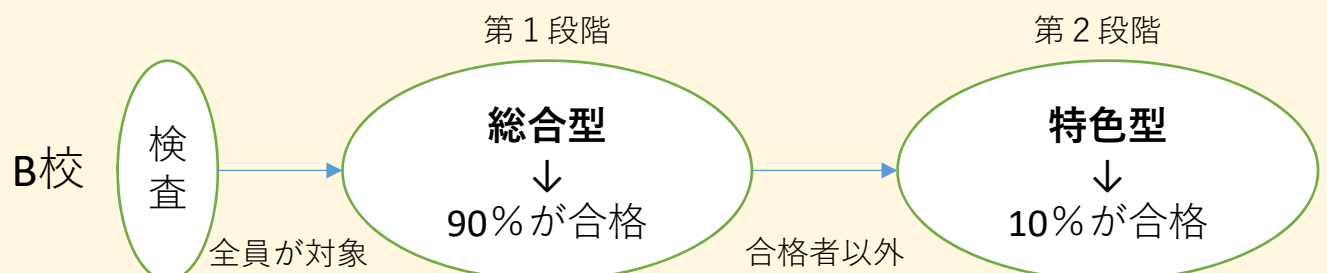 第１段階
第２段階
B校
検査
総合型
↓
90％が合格
特色型
↓
10％が合格
全員が対象
合格者以外